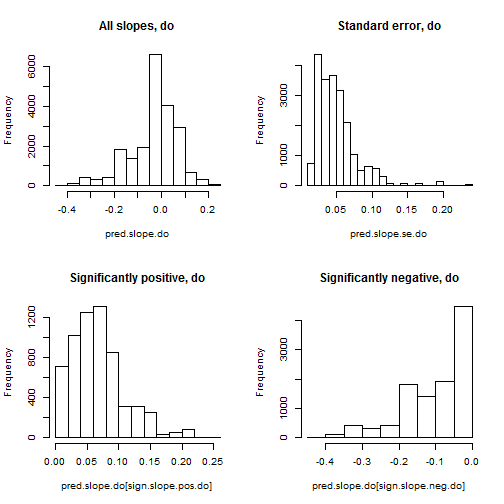 All slopes, do
Frequency
0 2000 4000 6000
-0.4 -0.2 0.0 0.2
pred.slope.do
Standard error, do
Frequency
0 1000 3000
0.05 0.10 0.15 0.20
pred.slope.se.do
Significantly positive, do
Frequency
0 400 800 1200
0.00 0.05 0.10 0.15 0.20 0.25
pred.slope.do[sign.slope.pos.do]
Significantly negative, do
Frequency
0 1000 3000
-0.4 -0.3 -0.2 -0.1 0.0
pred.slope.do[sign.slope.neg.do]